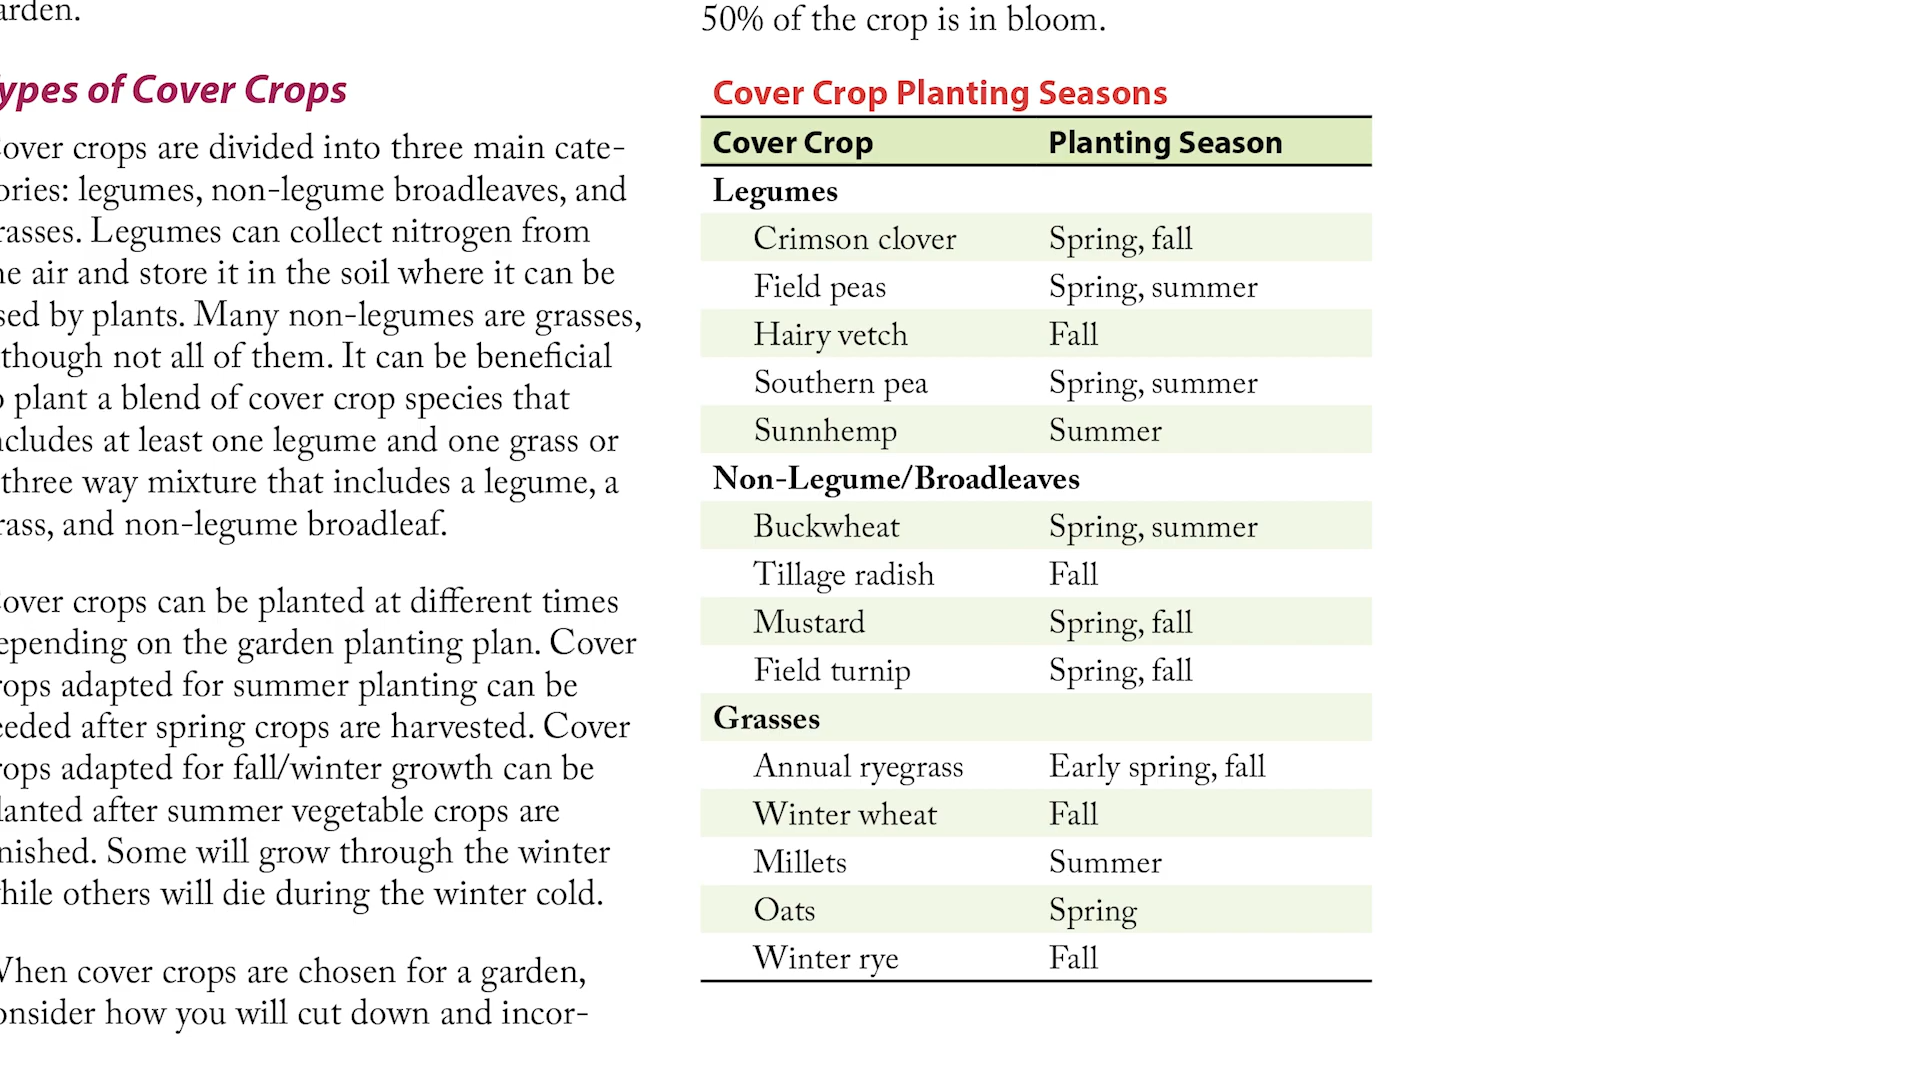 arden.
ypes of Cover Crops
over crops are divided into three main cate-
ories: legumes, non-legume broadleaves, and
rasses. Legumes can collect nitrogen from
he air and store it in the soil where it can be
sed by plants. Many non-legumes are grasses,
though not all of them. It can be beneficial
o plant a blend of cover crop species that
ncludes at least one legume and one grass or
three way mixture that includes a legume, a
rass, and non-legume broadleaf.
over crops can be planted at different times
epending on the garden planting plan. Cover
rops adapted for summer planting can be
eeded after spring crops are harvested. Cover
rops adapted for fall/winter growth can be
lanted after summer vegetable crops are
nished. Some will grow through the winter
hile others will die during the winter cold.
When cover crops are chosen for a garden,
onsider how you will cut down and incor-
50% of the crop is in bloom.
Cover Crop Planting Seasons
Cover Crop Planting Season
Legumes
Crimson clover Spring, fall
Field peas Spring, summer
Hairy vetch Fall
Southern pea Spring, summer
Sunnhemp Summer
Non-Legume/Broadleaves
Buckwheat Spring, summer
Tillage radish Fall
Mustard Spring, fall
Field turnip Spring, fall
Grasses
Annual ryegrass Early spring, fall
Winter wheat Fall
Millets Summer
Oats Spring
Winter rye Fall